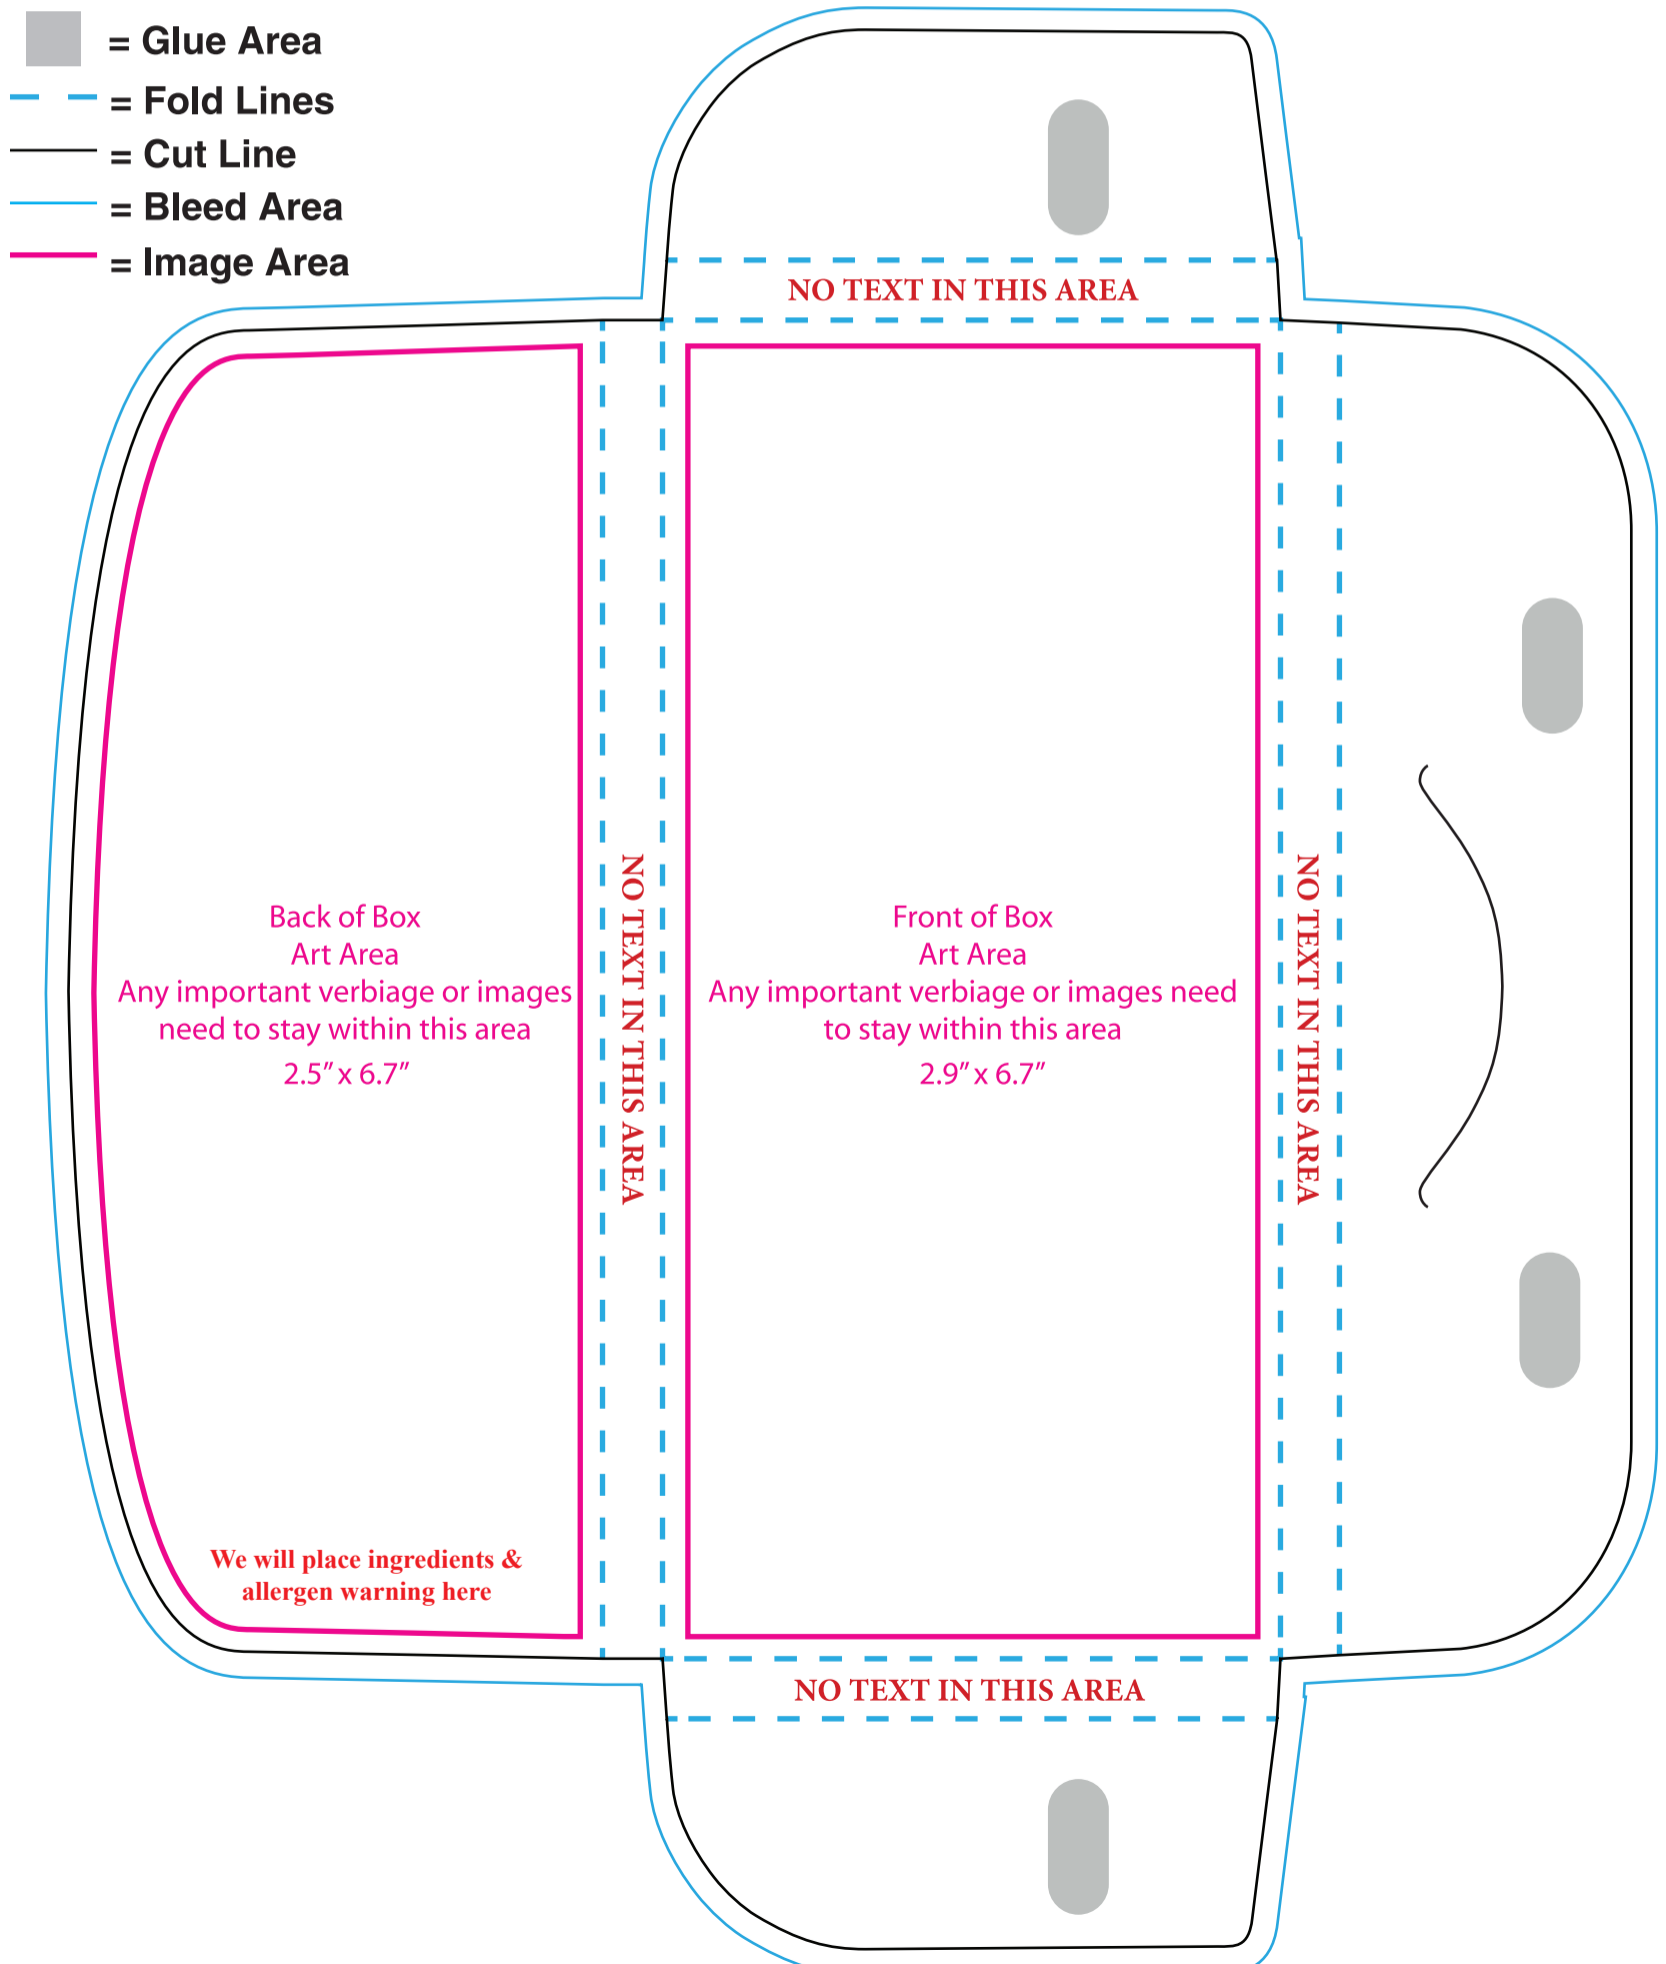 = Glue Area
= Fold Lines
= Cut Line
= Bleed Area
= Image Area
NO TEXT IN THIS AREA
NO TEXT IN THIS AREA
NO TEXT IN THIS AREA
Back of Box
Art Area
Any important verbiage or images
need to stay within this area
2.5” x 6.7”
Front of Box
Art Area
Any important verbiage or images need
to stay within this area
2.9” x 6.7”
We will place ingredients &
allergen warning here
NO TEXT IN THIS AREA